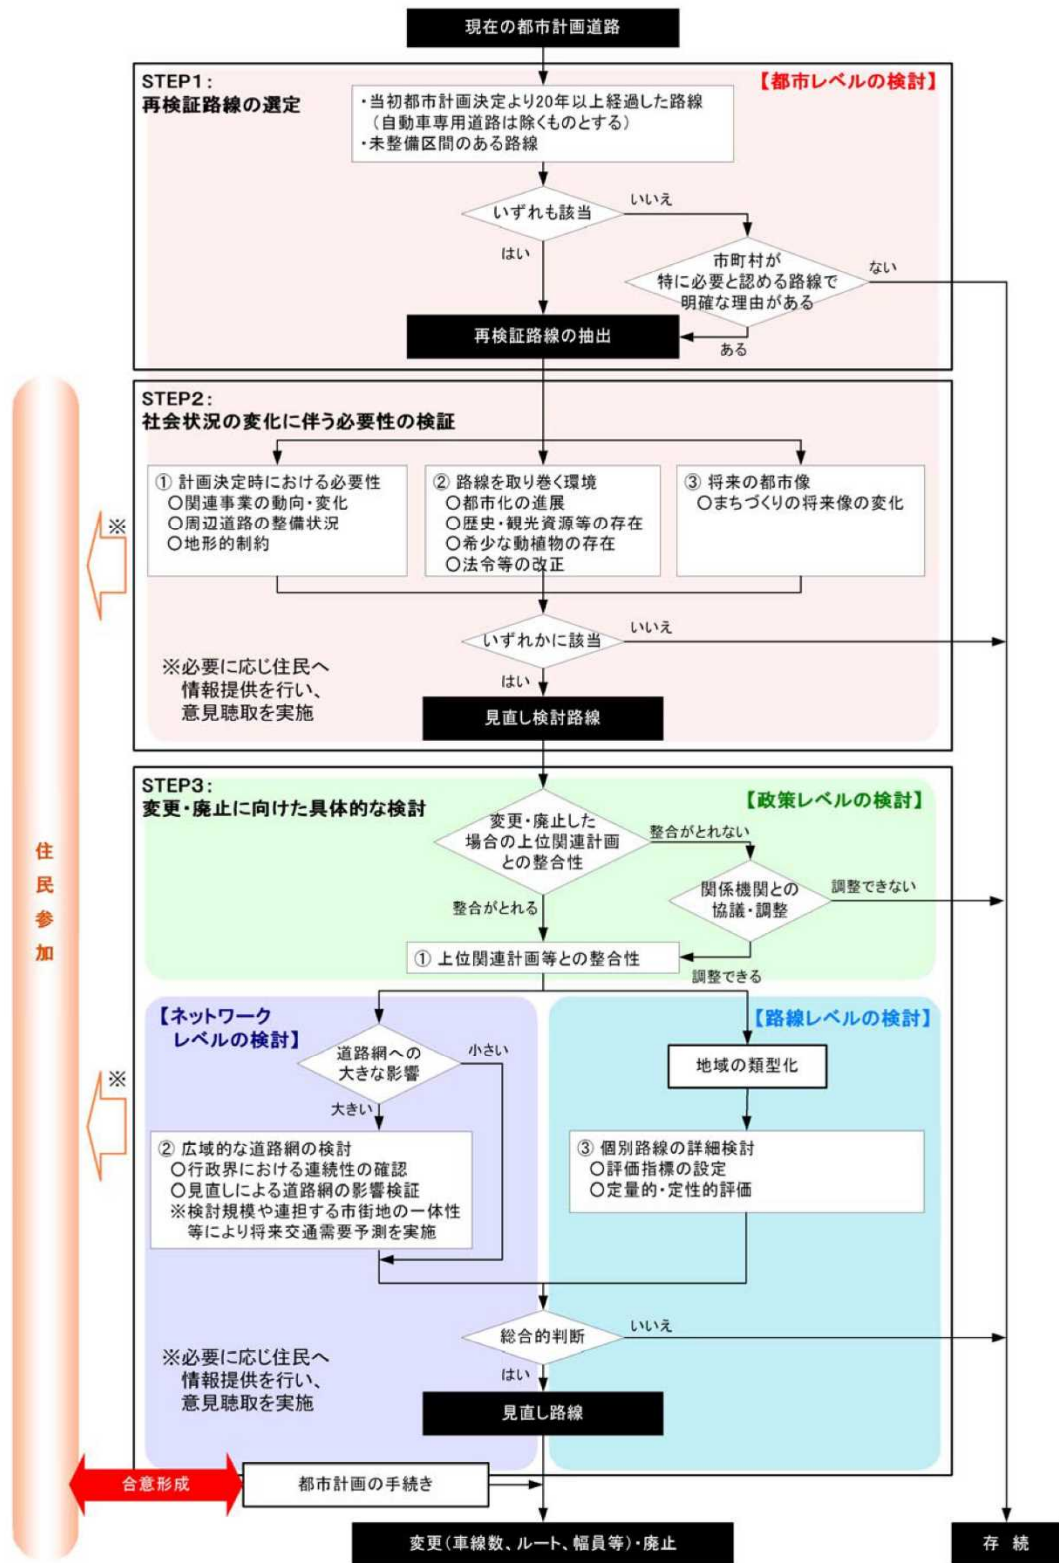 現在の都市計画道路
STEP1:
再検証路線の選定
【都市レベルの検討】
・当初都市計画決定より20年以上経過した路線
(自動車専用道路は除くものとする)
・未整備区間のある路線
いずれも該当
いいえ
はい
市町村が
特に必要と認める路線で
明確な理由がある
ない
ある
再検証路線の抽出
STEP2:
社会状況の変化に伴う必要性の検証
① 計画決定時における必要性
○関連事業の動向・変化
○周辺道路の整備状況
○地形的制約
② 路線を取り巻く環境
○都市化の進展
○歴史・観光資源等の存在
○希少な動植物の存在
○法令等の改正
③ 将来の都市像
○まちづくりの将来像の変化
※
いずれかに該当
いいえ
はい
※必要に応じ住民へ
情報提供を行い、
意見聴取を実施
見直し検討路線
STEP3:
変更・廃止に向けた具体的な検討
【政策レベルの検討】
変更・廃止した
場合の上位関連計画
との整合性
整合がとれない
関係機関との
協議・調整
調整できない
整合がとれる
① 上位関連計画等との整合性
調整できる
住民参加
【ネットワーク
レベルの検討】
道路網への
大きな影響
小さい
大きい
② 広域的な道路網の検討
○行政界における連続性の確認
○見直しによる道路網の影響検証
※検討規模や連担する市街地の一体性
等により将来交通需要予測を実施
【路線レベルの検討】
地域の類型化
③ 個別路線の詳細検討
○評価指標の設定
○定量的・定性的評価
※
総合的判断
いいえ
はい
※必要に応じ住民へ
情報提供を行い、
意見聴取を実施
見直し路線
合意形成
都市計画の手続き
変更(車線数、ルート、幅員等)・廃止
存 続